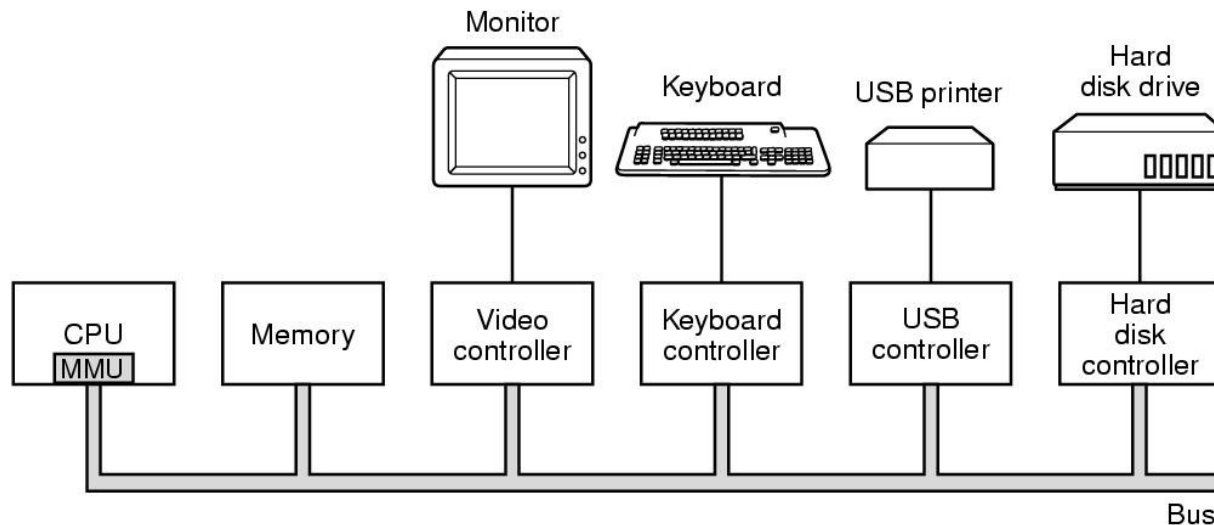 Monitor
Keyboard
USB printer
Hard
disk drive
CPU
MMU
Memory
Video
controller
Keyboard
controller
USB
controller
Hard
disk
controller
Bus